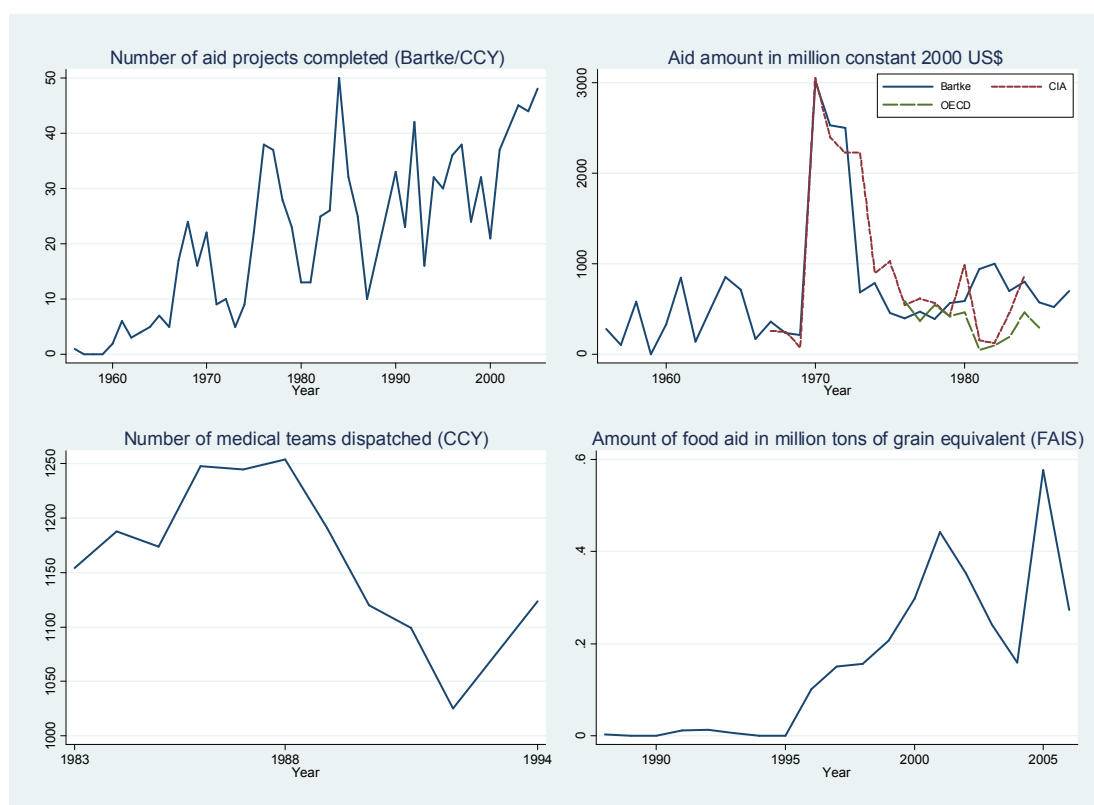 Number of aid projects completed (Bartke/CCY)
50
40
30
20
10
0
1960 1970 1980 1990 2000
Year
Aid amount in million constant 2000 US$
Bartke CIA
OECD
3000
2000
1000
0
1960 1970 1980
Year
Number of medical teams dispatched (CCY)
1250
1200
1150
1100
1050
1000
1983 1988 1994
Year
Amount of food aid in million tons of grain equivalent (FAIS)
.6
.4
.2
0
1990 1995 2000 2005
Year